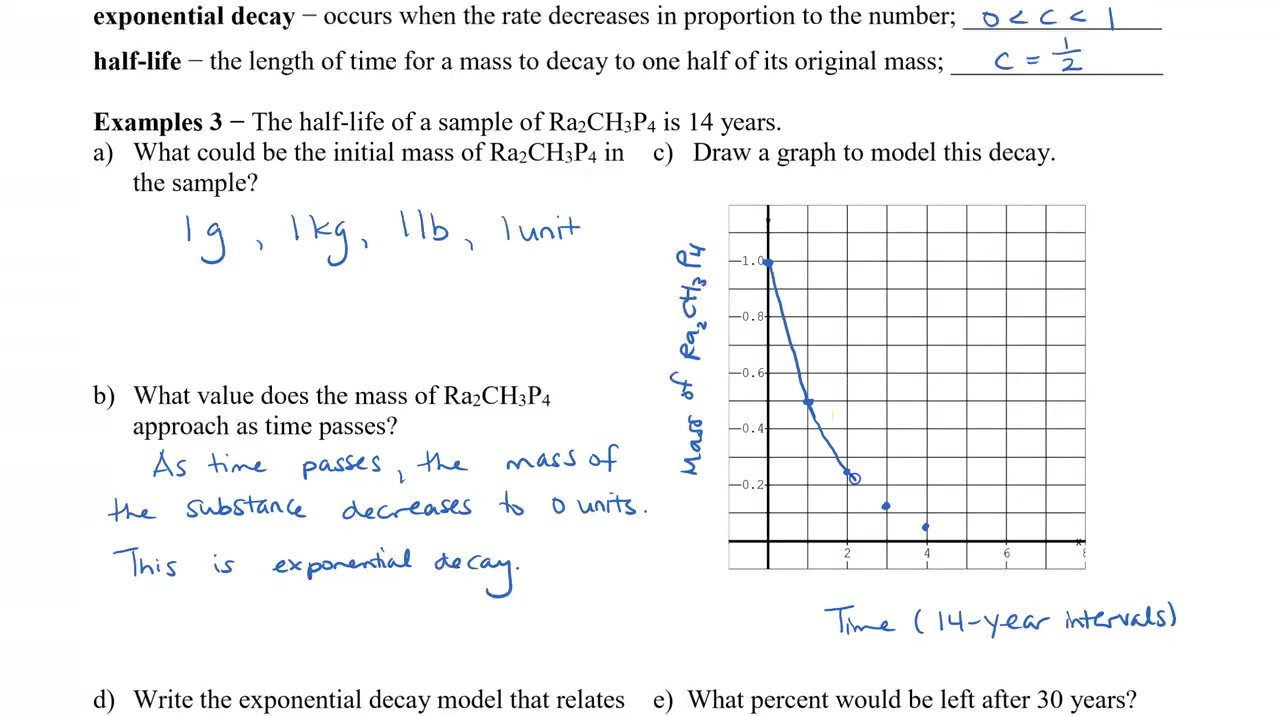 exponential decay − occurs when the rate decreases in proportion to the number; 0 < c < 1
half-life − the length of time for a mass to decay to one half of its original mass; c = 1/2
Examples 3 − The half-life of a sample of Ra₂CH₃P₄ is 14 years.
a) What could be the initial mass of Ra₂CH₃P₄ in
the sample?
1g, 1kg, 1lb, 1unit
b) What value does the mass of Ra₂CH₃P₄
approach as time passes?
As time passes, the mass of
the substance decreases to 0 units.
This is exponential decay.
c) Draw a graph to model this decay.
Mass of Ra₂CH₃P₄
1.0
0.8
0.6
0.4
0.2
2 4 6 8
x
Time (14-year intervals)
d) Write the exponential decay model that relates
e) What percent would be left after 30 years?